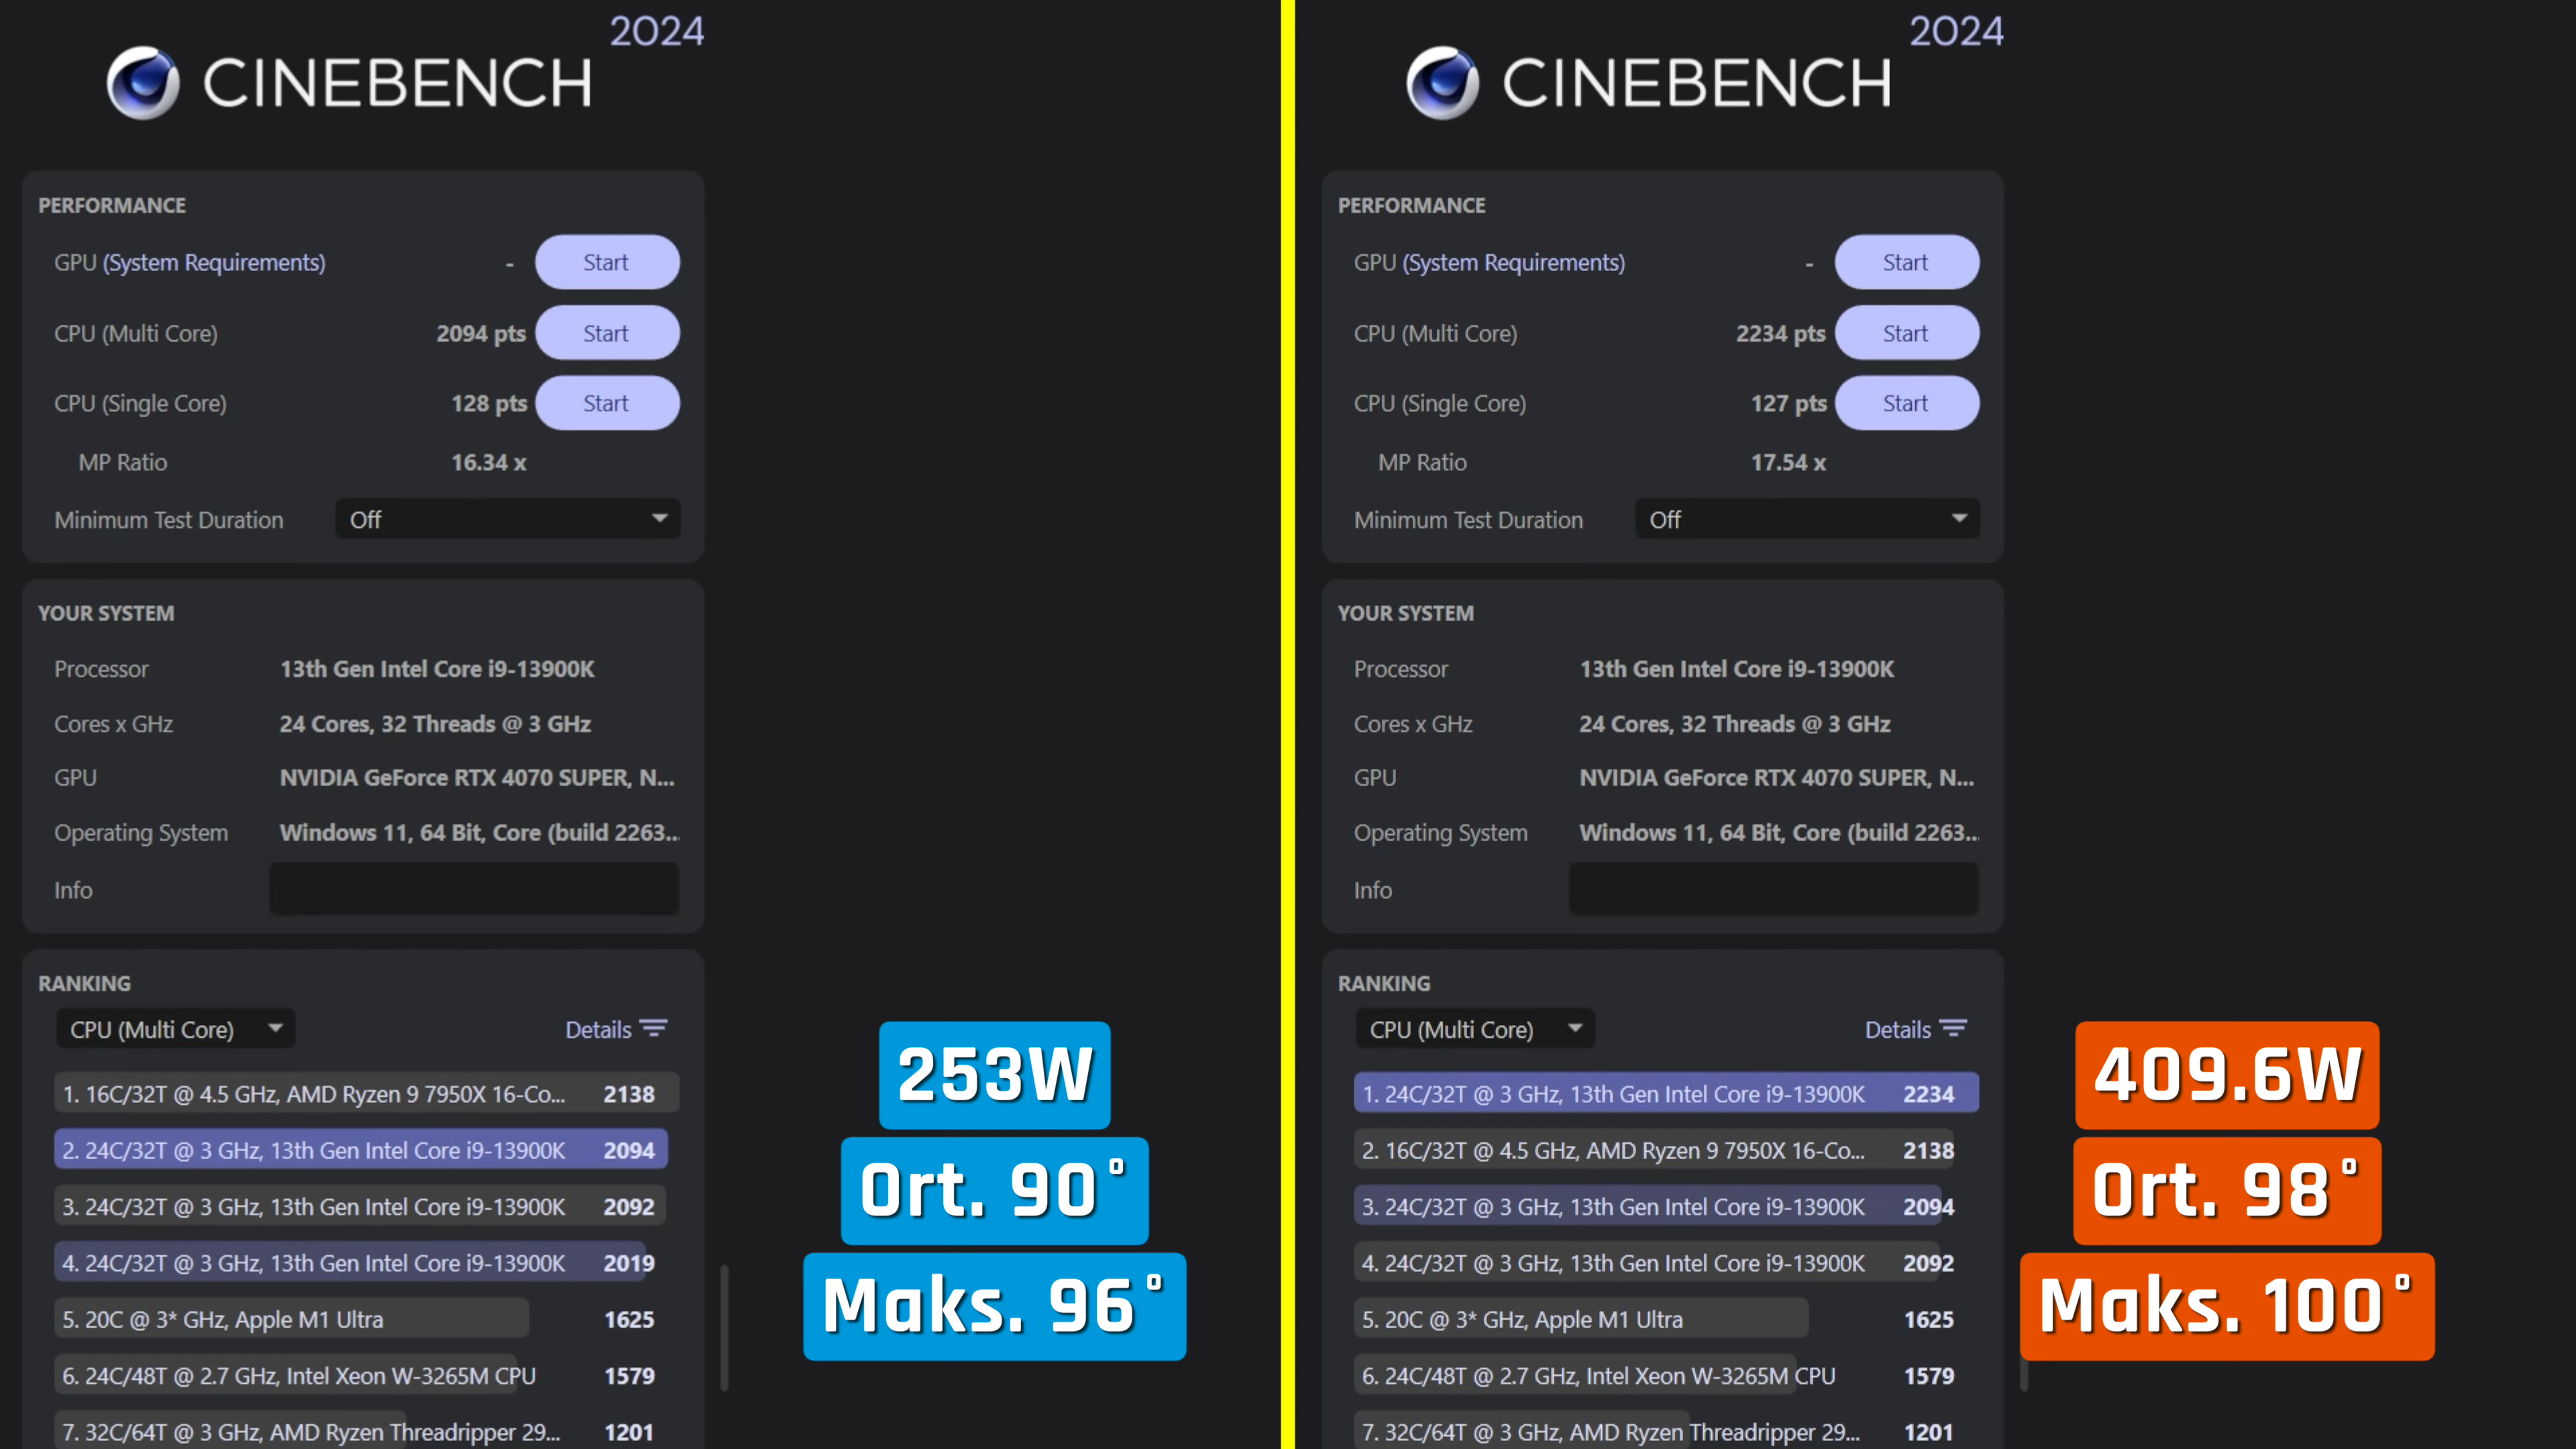 2024
CINEBENCH
PERFORMANCE
GPU (System Requirements) - Start
CPU (Multi Core) 2094 pts Start
CPU (Single Core) 128 pts Start
MP Ratio 16.34 x
Minimum Test Duration Off
YOUR SYSTEM
Processor 13th Gen Intel Core i9-13900K
Cores x GHz 24 Cores, 32 Threads @ 3 GHz
GPU NVIDIA GeForce RTX 4070 SUPER, N...
Operating System Windows 11, 64 Bit, Core (build 2263...
Info
RANKING
CPU (Multi Core) Details
1. 16C/32T @ 4.5 GHz, AMD Ryzen 9 7950X 16-Co... 2138
2. 24C/32T @ 3 GHz, 13th Gen Intel Core i9-13900K 2094
3. 24C/32T @ 3 GHz, 13th Gen Intel Core i9-13900K 2092
4. 24C/32T @ 3 GHz, 13th Gen Intel Core i9-13900K 2019
5. 20C @ 3* GHz, Apple M1 Ultra 1625
6. 24C/48T @ 2.7 GHz, Intel Xeon W-3265M CPU 1579
7. 32C/64T @ 3 GHz, AMD Ryzen Threadripper 29... 1201
253W
Ort. 90°
Maks. 96°
2024
CINEBENCH
PERFORMANCE
GPU (System Requirements) - Start
CPU (Multi Core) 2234 pts Start
CPU (Single Core) 127 pts Start
MP Ratio 17.54 x
Minimum Test Duration Off
YOUR SYSTEM
Processor 13th Gen Intel Core i9-13900K
Cores x GHz 24 Cores, 32 Threads @ 3 GHz
GPU NVIDIA GeForce RTX 4070 SUPER, N...
Operating System Windows 11, 64 Bit, Core (build 2263...
Info
RANKING
CPU (Multi Core) Details
1. 24C/32T @ 3 GHz, 13th Gen Intel Core i9-13900K 2234
2. 16C/32T @ 4.5 GHz, AMD Ryzen 9 7950X 16-Co... 2138
3. 24C/32T @ 3 GHz, 13th Gen Intel Core i9-13900K 2094
4. 24C/32T @ 3 GHz, 13th Gen Intel Core i9-13900K 2092
5. 20C @ 3* GHz, Apple M1 Ultra 1625
6. 24C/48T @ 2.7 GHz, Intel Xeon W-3265M CPU 1579
7. 32C/64T @ 3 GHz, AMD Ryzen Threadripper 29... 1201
409.6W
Ort. 98°
Maks. 100°